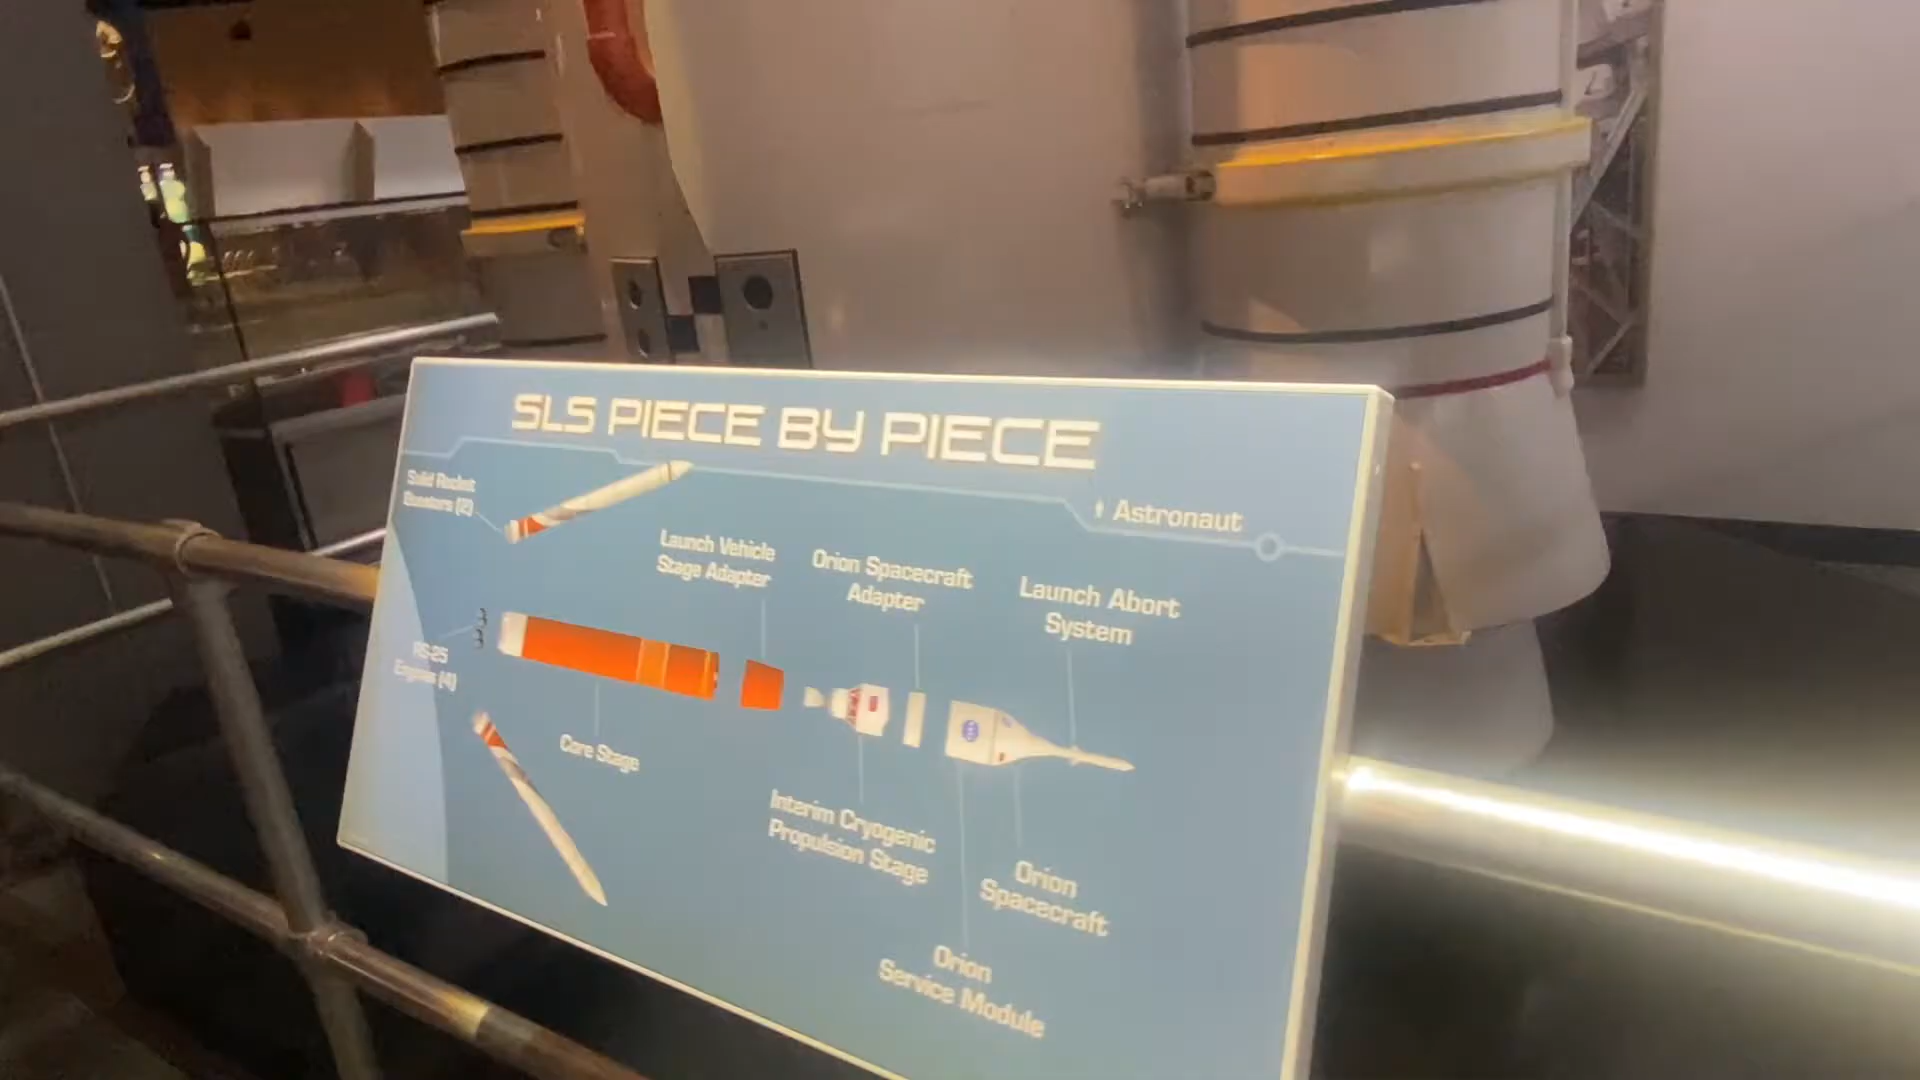 SLS PIECE BY PIECE
Solid Rocket
Boosters (2)
Astronaut
Launch Vehicle
Stage Adapter
Orion Spacecraft
Adapter
Launch Abort
System
RS-25
Engines (4)
Core Stage
Interim Cryogenic
Propulsion Stage
Orion
Spacecraft
Orion
Service Module